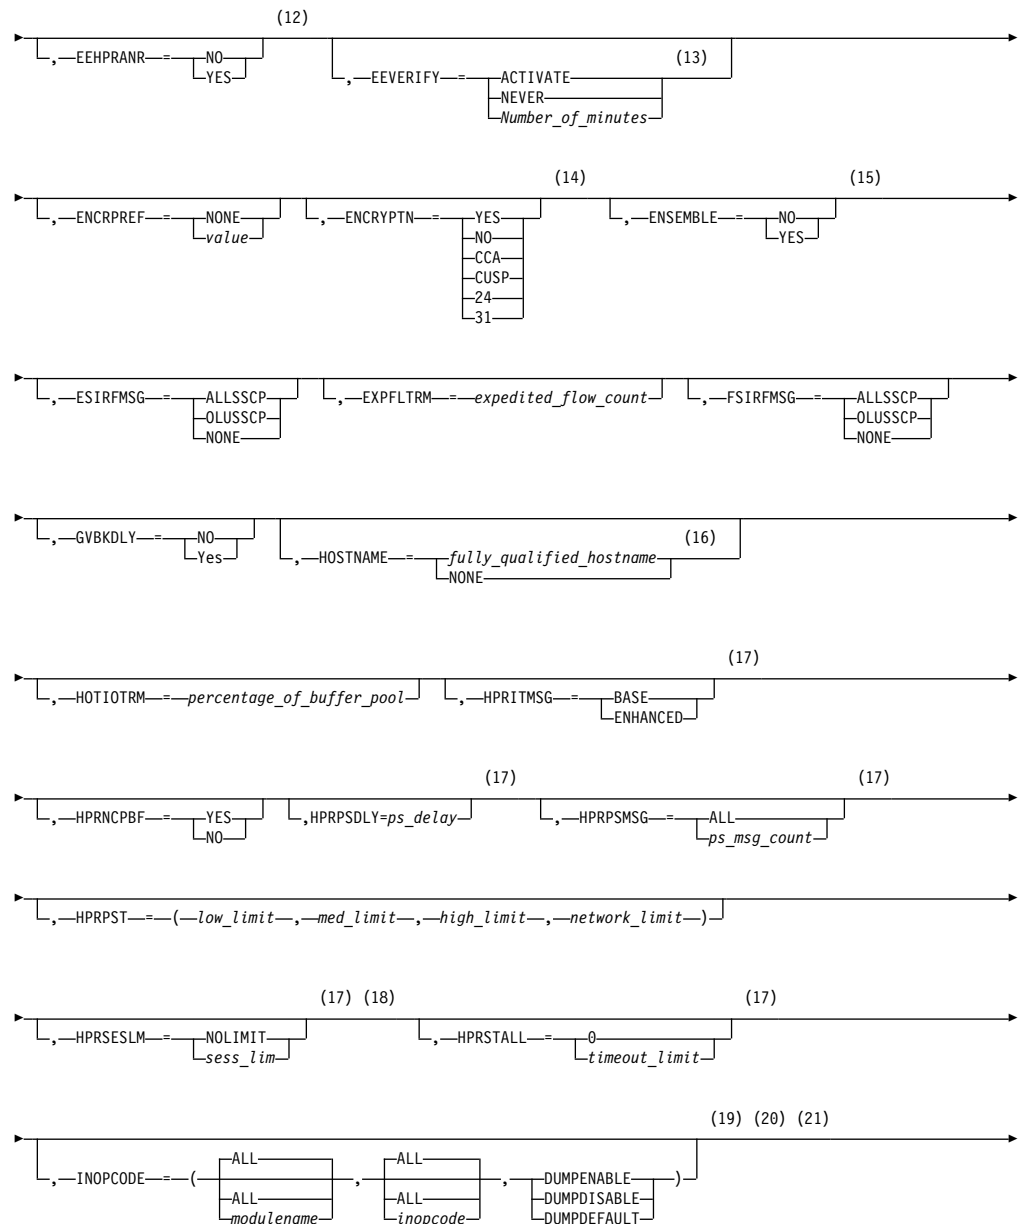 (12)
, EEHPRANR = NO
YES
, EEVERIFY = ACTIVATE (13)
NEVER
Number_of_minutes
(14) (15)
, ENCRPREF = NONE
value
, ENCRYPTN = YES
NO
CCA
CUSP
24
31
, ENSEMBLE = NO
YES
, ESIRFMSG = ALLSSCP
OLUSSCP
NONE
, EXPFLTRM = expedited_flow_count
, FSIRFMSG = ALLSSCP
OLUSSCP
NONE
, GVBKDLY = NO
Yes
, HOSTNAME = fully_qualified_hostname (16)
NONE
(17)
, HOTIOTRM = percentage_of_buffer_pool
, HPRITMSG = BASE
ENHANCED
(17) (17)
, HPRNCPBF = YES
NO
,HPRPSDLY=ps_delay
, HPRPSMSG = ALL
ps_msg_count
, HPRPST = ( low_limit , med_limit , high_limit , network_limit )
(17) (18) (17)
, HPRSESLM = NOLIMIT
sess_lim
, HPRSTALL = 0
timeout_limit
(19) (20) (21)
ALL ALL
, INOPCODE = ( , , DUMPENABLE )
ALL ALL DUMPDISABLE
modulename inopcode DUMPDEFAULT